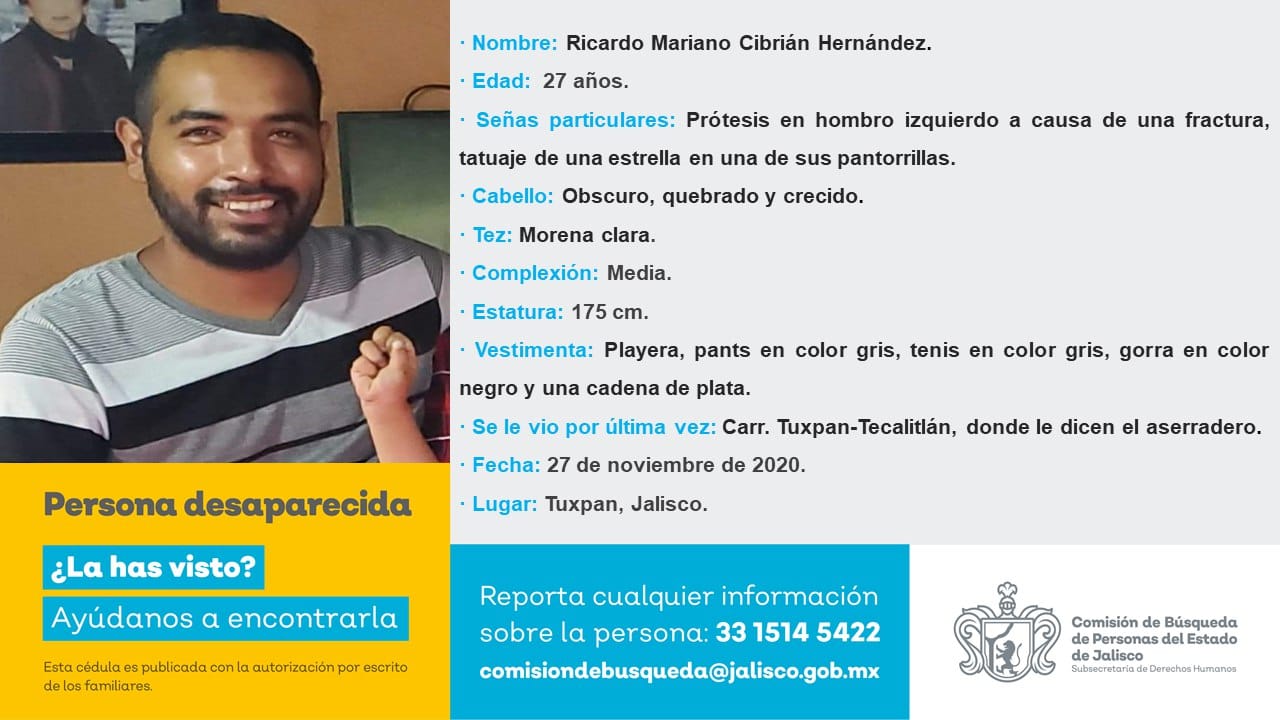 · Nombre: Ricardo Mariano Cibrián Hernández.
· Edad: 27 años.
· Señas particulares: Prótesis en hombro izquierdo a causa de una fractura,
tatuaje de una estrella en una de sus pantorrillas.
· Cabello: Obscuro, quebrado y crecido.
· Tez: Morena clara.
· Complexión: Media.
· Estatura: 175 cm.
· Vestimenta: Playera, pants en color gris, tenis en color gris, gorra en color
negro y una cadena de plata.
· Se le vio por última vez: Carr. Tuxpan-Tecalitlán, donde le dicen el aserradero.
· Fecha: 27 de noviembre de 2020.
· Lugar: Tuxpan, Jalisco.
Persona desaparecida
¿La has visto?
Ayúdanos a encontrarla
Esta cédula es publicada con la autorización por escrito
de los familiares.
Reporta cualquier información
sobre la persona: 33 1514 5422
comisiondebusqueda@jalisco.gob.mx
Comisión de Búsqueda
de Personas del Estado
de Jalisco
Subsecretaría de Derechos Humanos